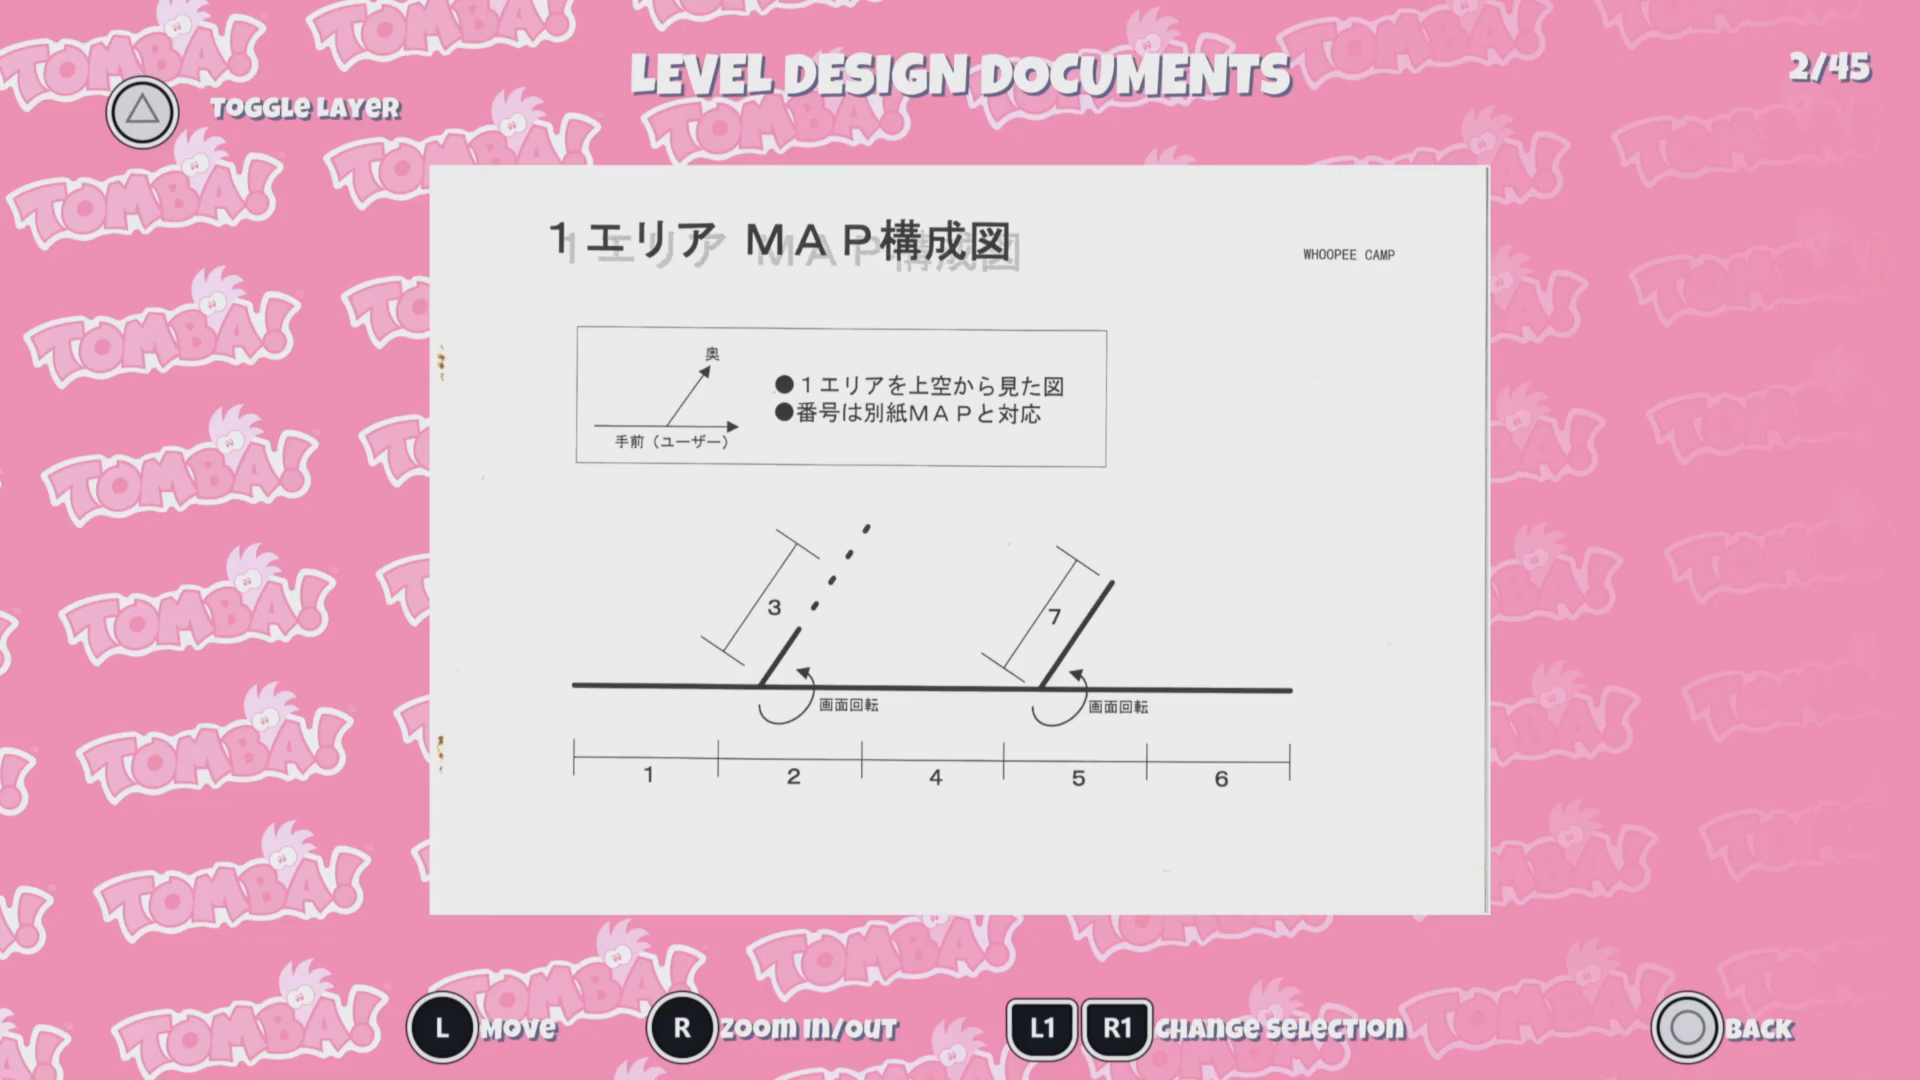 LEVEL DESIGN DOCUMENTS
2/45
TOGGLE LAYER
1エリア MAP構成図
WHOOPEE CAMP
奥
手前（ユーザー）
●1エリアを上空から見た図
●番号は別紙MAPと対応
3
7
画面回転
画面回転
1 2 4 5 6
L MOVE
R ZOOM IN/OUT
L1 R1 CHANGE SELECTION
BACK
TOMBA!